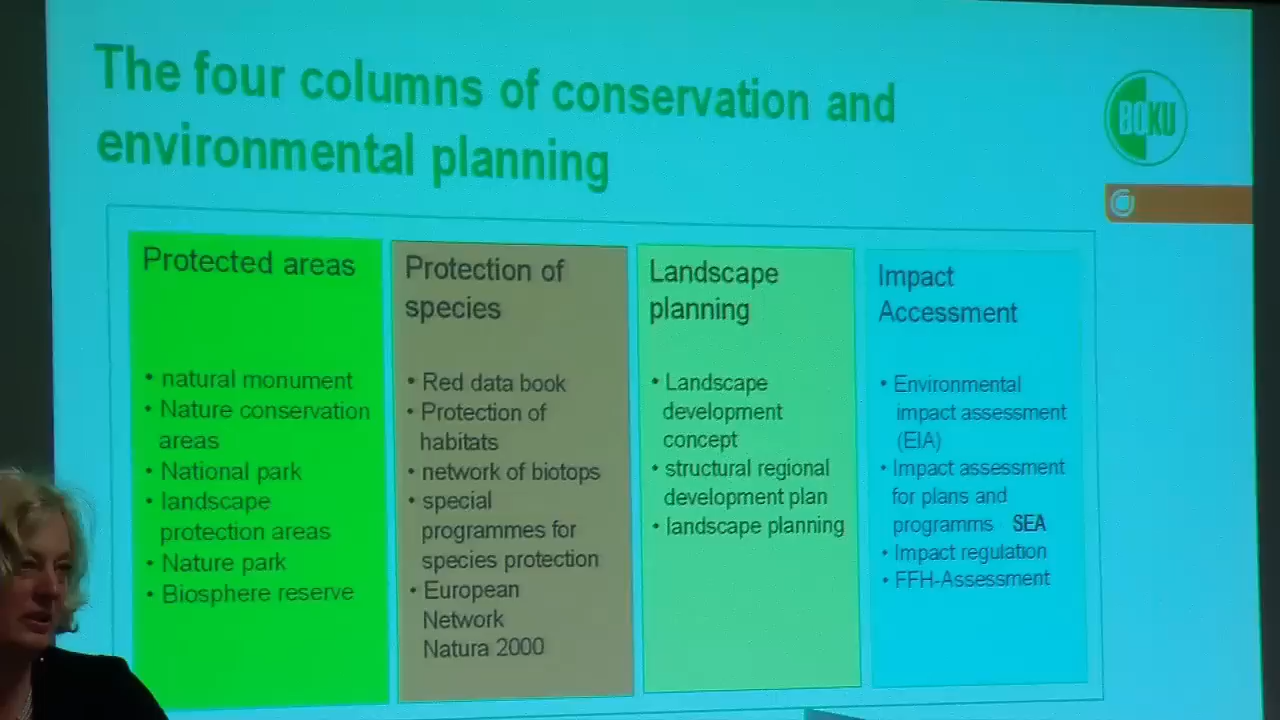 The four columns of conservation and
environmental planning
BOKU
Protected areas
• natural monument
• Nature conservation
areas
• National park
• landscape
protection areas
• Nature park
• Biosphere reserve
Protection of
species
• Red data book
• Protection of
habitats
• network of biotops
• special
programmes for
species protection
• European
Network
Natura 2000
Landscape
planning
• Landscape
development
concept
• structural regional
development plan
• landscape planning
Impact
Accessment
• Environmental
impact assessment
(EIA)
• Impact assessment
for plans and
programms SEA
• Impact regulation
• FFH-Assessment